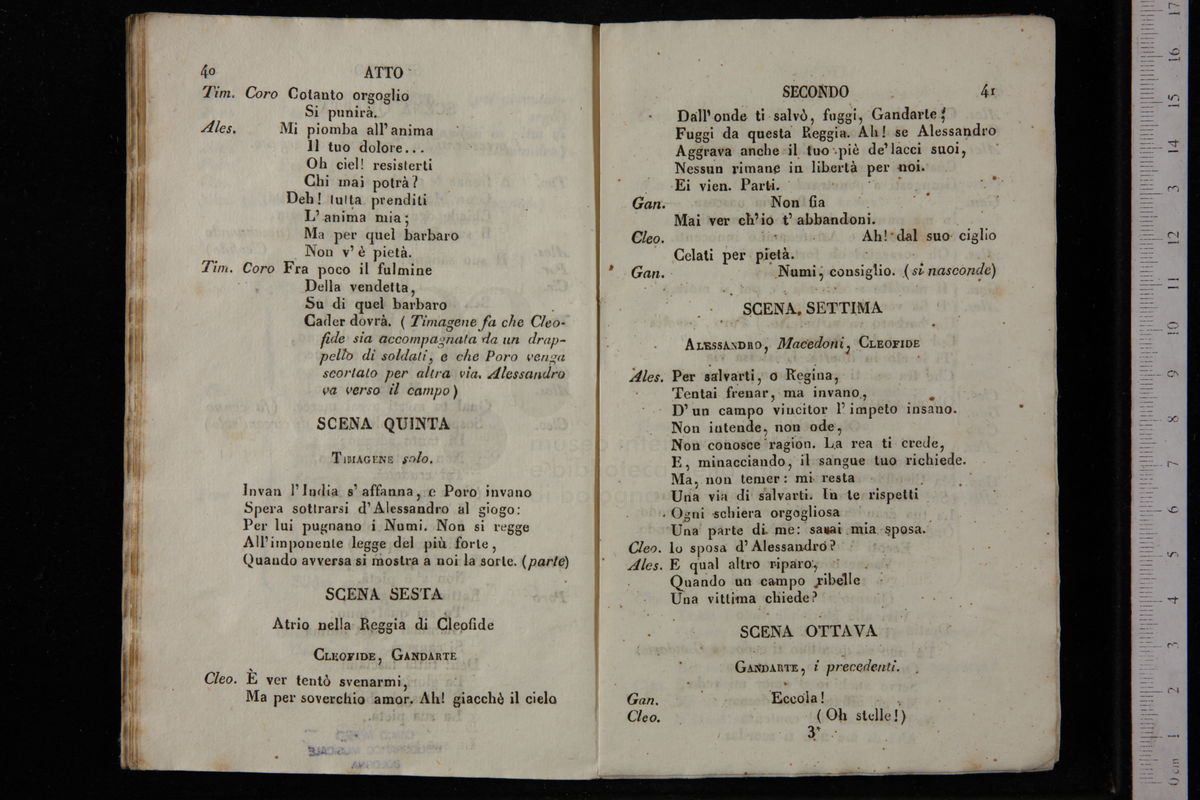 40 ATTO
Tim. Coro Cotanto orgoglio
Si punirà.
Ales. Mi piomba all'anima
Il tuo dolore...
Oh ciel! resisterti
Chi mai potrà?
Deh! tutta prenditi
L'anima mia;
Ma per quel barbaro
Non v'è pietà.
Tim. Coro Fra poco il fulmine
Della vendetta,
Su di quel barbaro
Cader dovrà. (Timagene fa che Cleo-
fide sia accompagnata da un drap-
pello di soldati, e che Poro venga
scortato per altra via. Alessandro
va verso il campo)
SCENA QUINTA
TIMAGENE solo.
Invan l'India s'affanna, e Poro invano
Spera sottrarsi d'Alessandro al giogo:
Per lui pugnano i Numi. Non si regge
All'imponente legge del più forte,
Quando avversa si mostra a noi la sorte. (parte)
SCENA SESTA
Atrio nella Reggia di Cleofide
CLEOFIDE, GANDARTE
Cleo. È ver tentò svenarmi,
Ma per soverchio amor. Ah! giacchè il cielo
SECONDO 41
Dall'onde ti salvò, fuggi, Gandarte;
Fuggi da questa Reggia. Ah! se Alessandro
Aggrava anche il tuo piè de'lacci suoi,
Nessun rimane in libertà per noi.
Ei vien. Parti.
Gan. Non fia
Mai ver ch'io t'abbandoni.
Cleo. Ah! dal suo ciglio
Celati per pietà.
Gan. Numi, consiglio. (si nasconde)
SCENA SETTIMA
ALESSANDRO, Macedoni, CLEOFIDE
Ales. Per salvarti, o Regina,
Tentai frenar, ma invano,
D'un campo vincitor l'impeto insano.
Non intende, non ode,
Non conosce ragion. La rea ti crede,
E, minacciando, il sangue tuo richiede.
Ma, non temer: mi resta
Una via di salvarti. In te rispetti
Ogni schiera orgogliosa
Una parte di me: sarai mia sposa.
Cleo. Io sposa d'Alessandro?
Ales. E qual altro riparo,
Quando un campo ribelle
Una vittima chiede?
SCENA OTTAVA
GANDARTE, i precedenti.
Gan. Eccola!
Cleo. (Oh stelle!)
3*